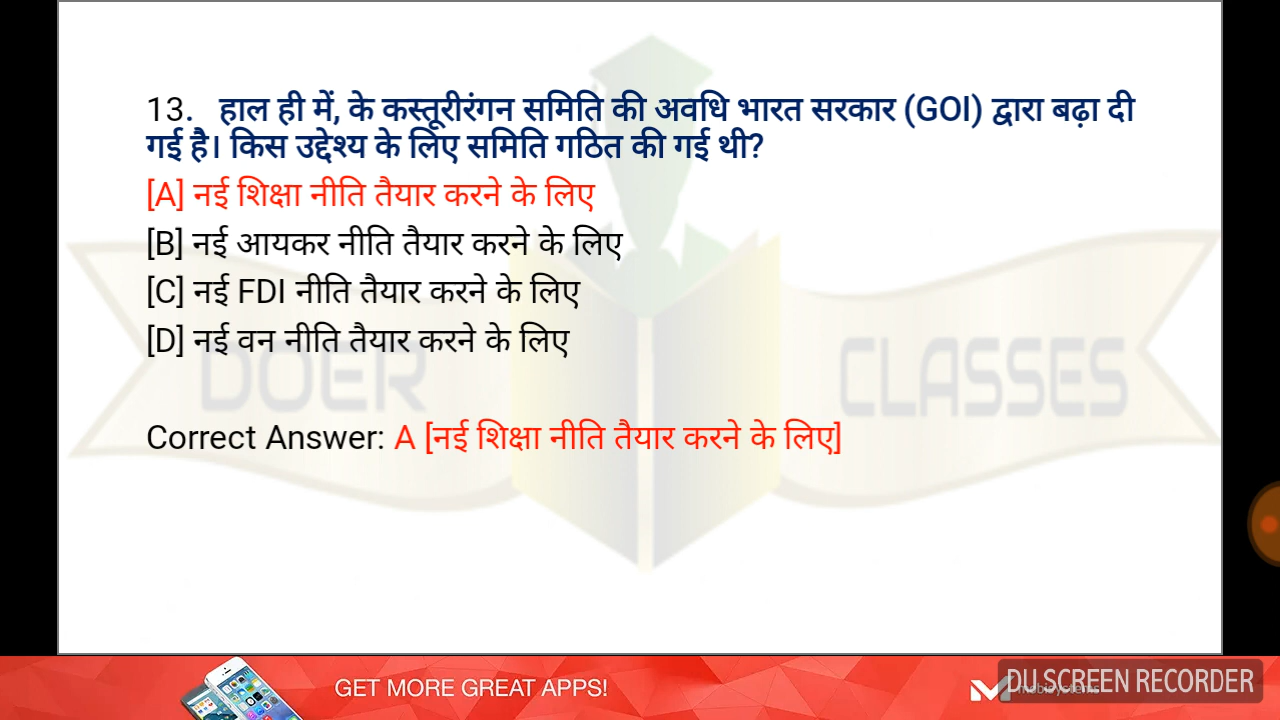 13. हाल ही में, के कस्तूरीरंगन समिति की अवधि भारत सरकार (GOI) द्वारा बढ़ा दी
गई है। किस उद्देश्य के लिए समिति गठित की गई थी?
[A] नई शिक्षा नीति तैयार करने के लिए
[B] नई आयकर नीति तैयार करने के लिए
[C] नई FDI नीति तैयार करने के लिए
[D] नई वन नीति तैयार करने के लिए
DOER CLASSES
Correct Answer: A [नई शिक्षा नीति तैयार करने के लिए]
GET MORE GREAT APPS!
DU SCREEN RECORDER